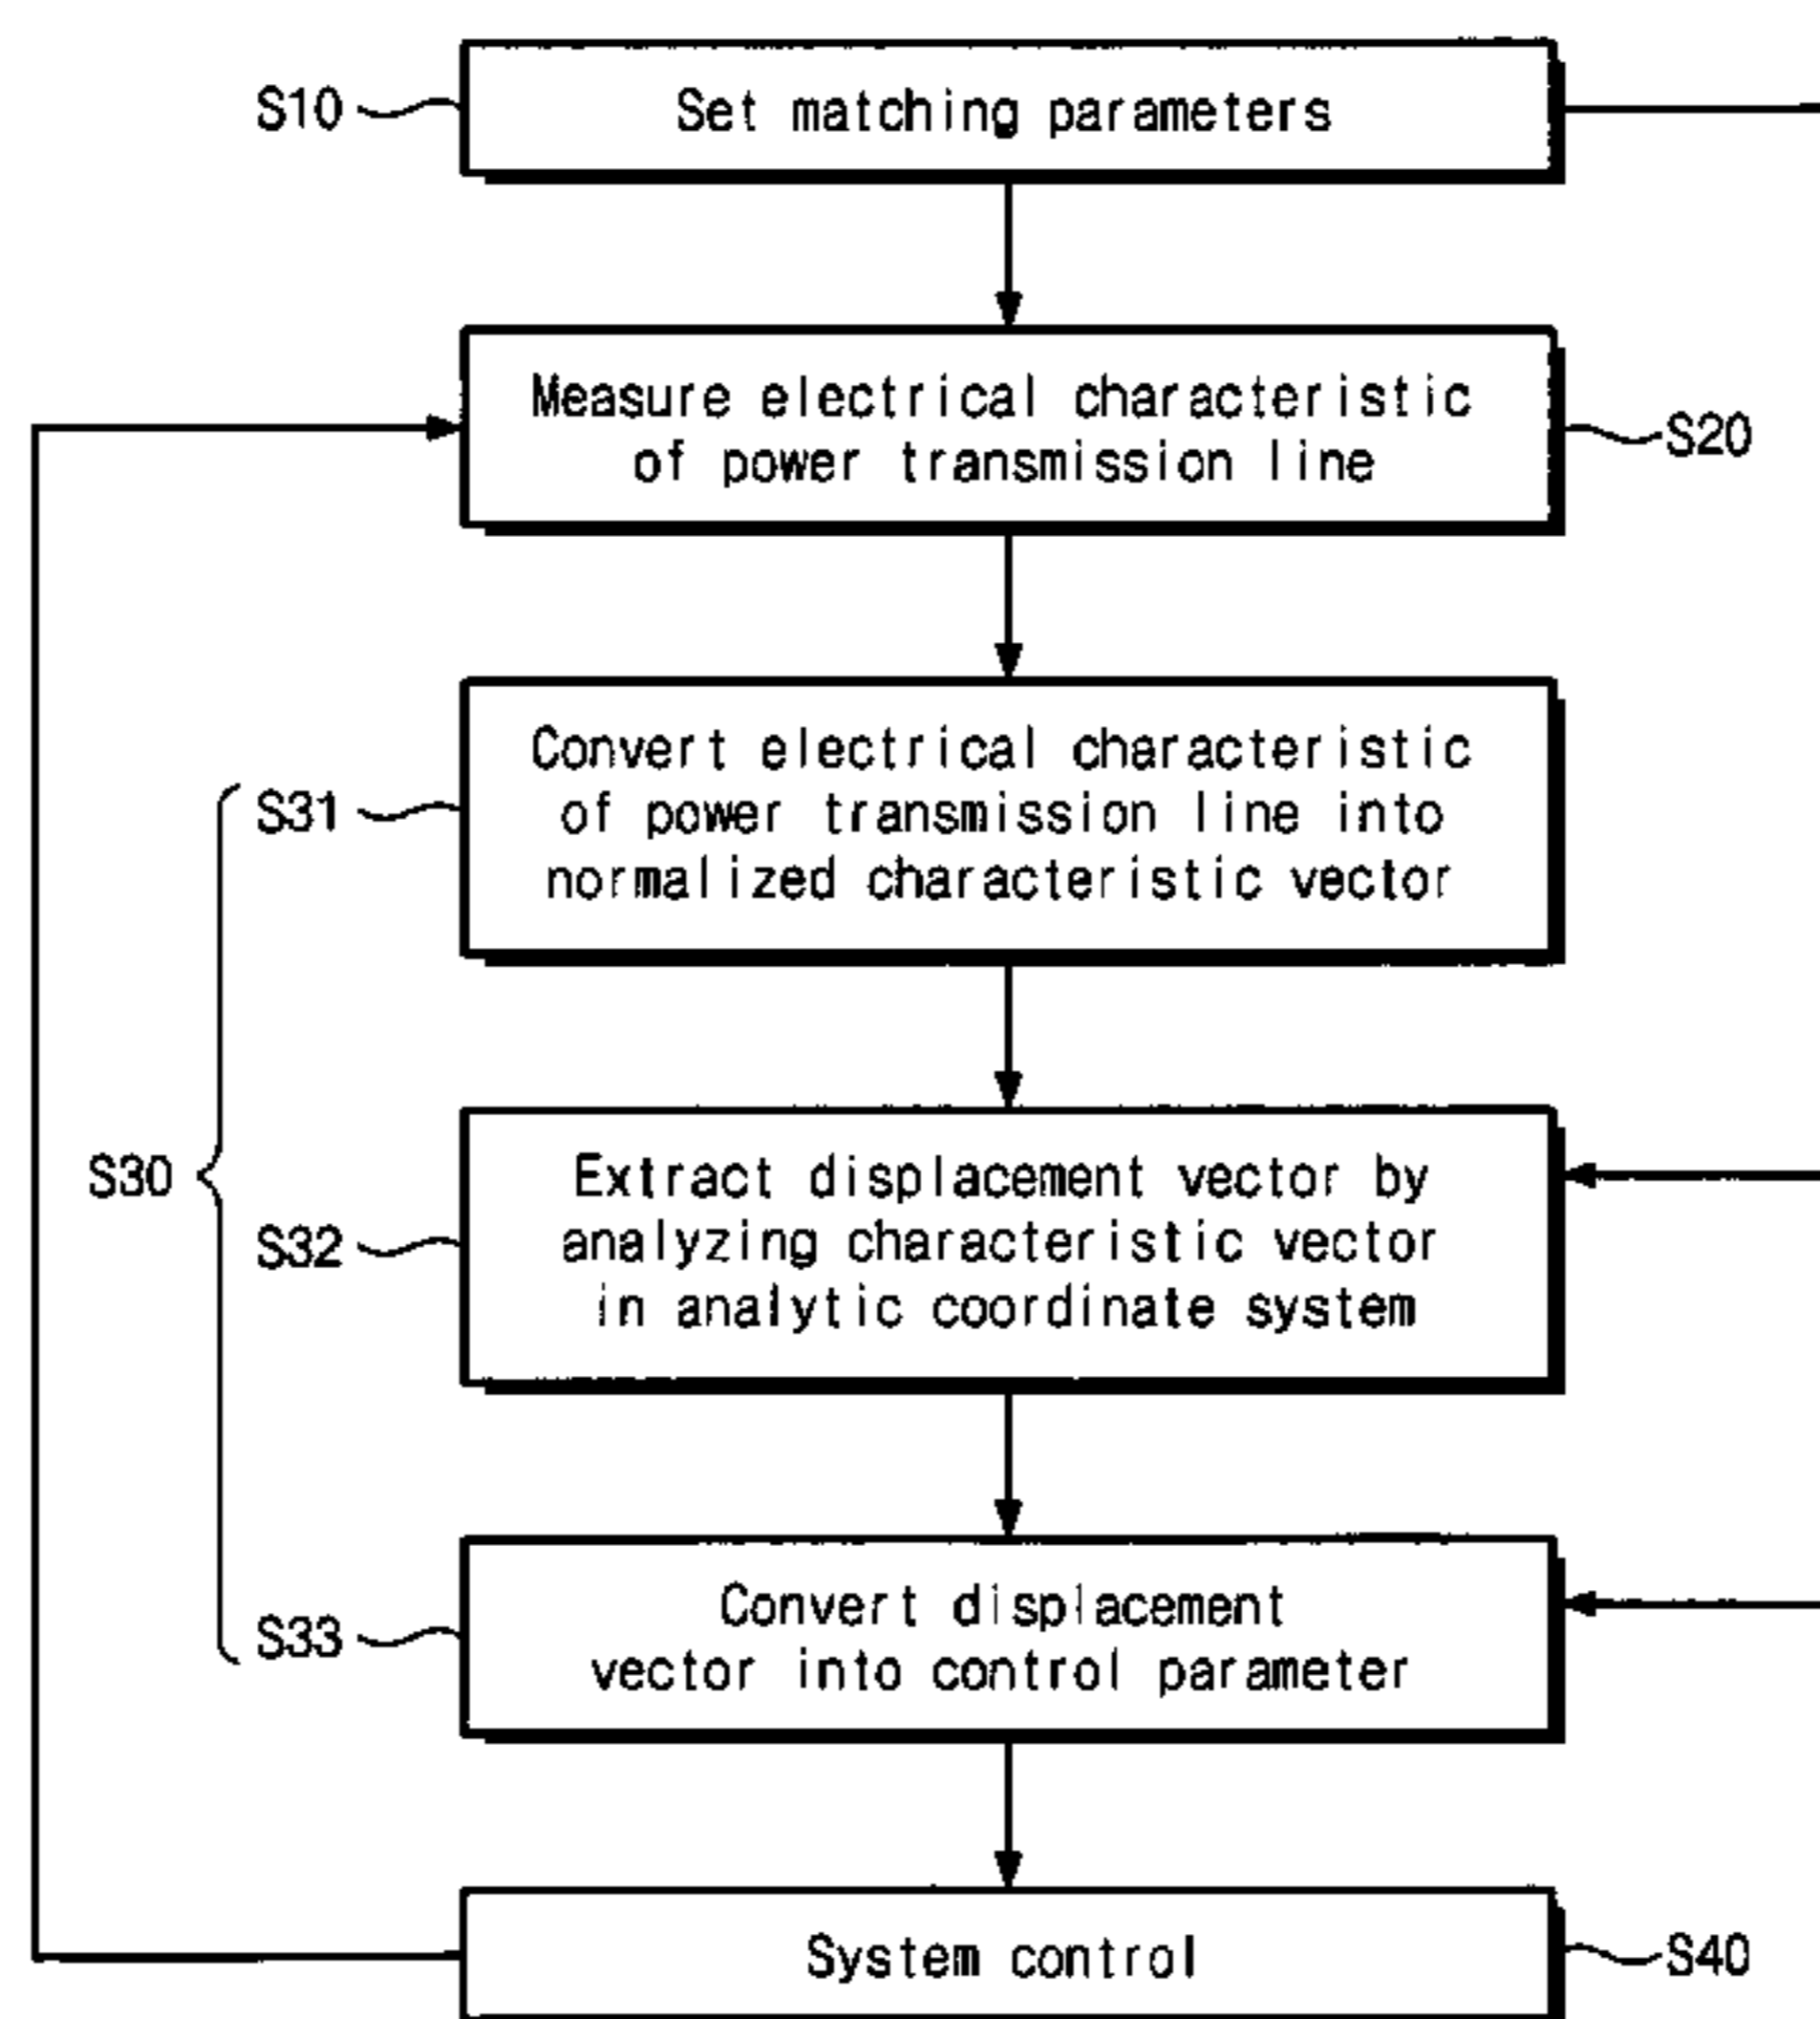 S10
Set matching parameters
Measure electrical characteristic
of power transmission line
S20
S30
S31
Convert electrical characteristic
of power transmission line into
normalized characteristic vector
S32
Extract displacement vector by
analyzing characteristic vector
in analytic coordinate system
S33
Convert displacement
vector into control parameter
System control
S40